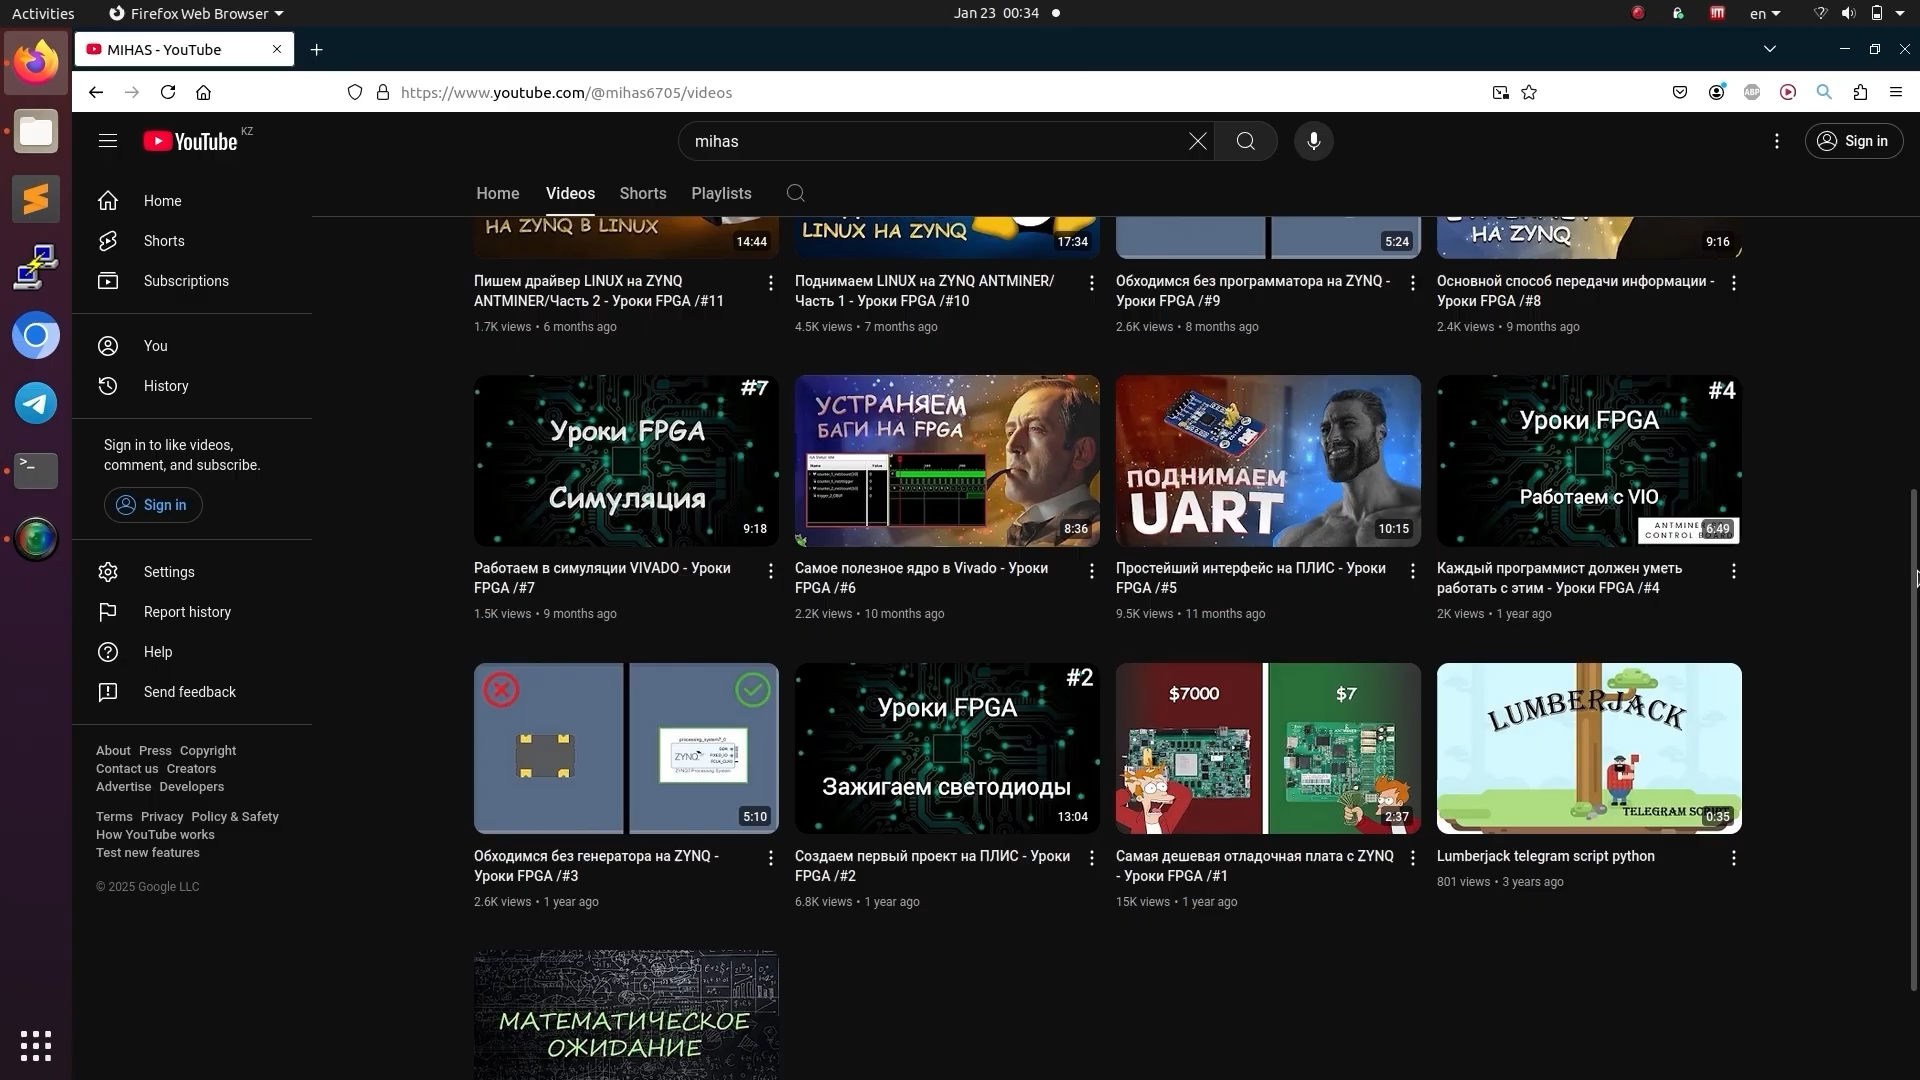 Activities
Firefox Web Browser
Jan 23 00:34
en
MIHAS - YouTube
https://www.youtube.com/@mihas6705/videos
ABP
YouTube
KZ
mihas
Sign in
Home
Videos
Shorts
Playlists
Home
Shorts
Subscriptions
You
History
Sign in to like videos,
comment, and subscribe.
Sign in
Settings
Report history
Help
Send feedback
About Press Copyright
Contact us Creators
Advertise Developers
Terms Privacy Policy & Safety
How YouTube works
Test new features
© 2025 Google LLC
НА ZYNQ В LINUX
14:44
Пишем драйвер LINUX на ZYNQ
ANTMINER/Часть 2 - Уроки FPGA /#11
1.7K views • 6 months ago
LINUX НА ZYNQ
17:34
Поднимаем LINUX на ZYNQ ANTMINER/
Часть 1 - Уроки FPGA /#10
4.5K views • 7 months ago
5:24
Обходимся без программатора на ZYNQ -
Уроки FPGA /#9
2.6K views • 8 months ago
НА ZYNQ
9:16
Основной способ передачи информации -
Уроки FPGA /#8
2.4K views • 9 months ago
#7
Уроки FPGA
Симуляция
9:18
Работаем в симуляции VIVADO - Уроки
FPGA /#7
1.5K views • 9 months ago
УСТРАНЯЕМ
БАГИ НА FPGA
8:36
Самое полезное ядро в Vivado - Уроки
FPGA /#6
2.2K views • 10 months ago
ПОДНИМАЕМ
UART
10:15
Простейший интерфейс на ПЛИС - Уроки
FPGA /#5
9.5K views • 11 months ago
#4
Уроки FPGA
Работаем с VIO
CONTROL BOARD
6:49
Каждый программист должен уметь
работать с этим - Уроки FPGA /#4
2K views • 1 year ago
ZYNQ
5:10
Обходимся без генератора на ZYNQ -
Уроки FPGA /#3
2.6K views • 1 year ago
#2
Уроки FPGA
Зажигаем светодиоды
13:04
Создаем первый проект на ПЛИС - Уроки
FPGA /#2
6.8K views • 1 year ago
$7000
$7
2:37
Самая дешевая отладочная плата с ZYNQ
- Уроки FPGA /#1
15K views • 1 year ago
LUMBERJACK
TELEGRAM
0:35
Lumberjack telegram script python
801 views • 3 years ago
МАТЕМАТИЧЕСКОЕ
ОЖИДАНИЕ